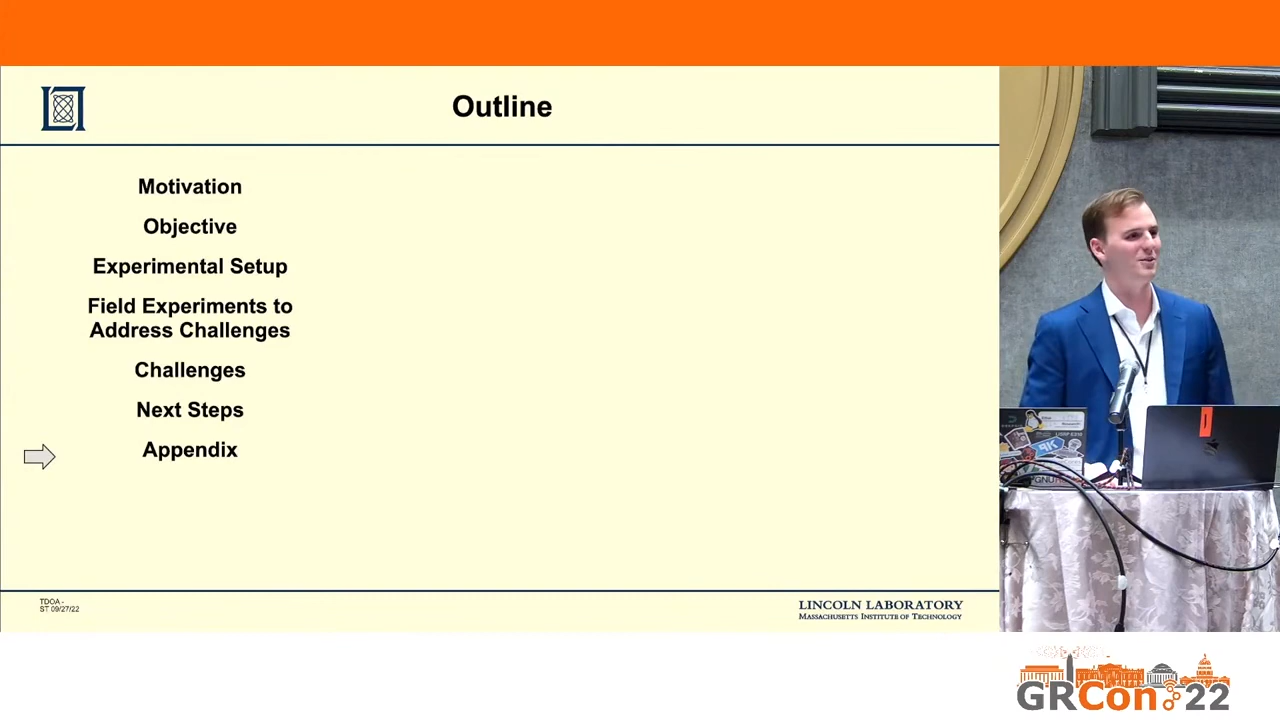 Outline
Motivation
Objective
Experimental Setup
Field Experiments to
Address Challenges
Challenges
Next Steps
Appendix
TDOA -
ST 09/27/22
LINCOLN LABORATORY
MASSACHUSETTS INSTITUTE OF TECHNOLOGY
GRCon 22